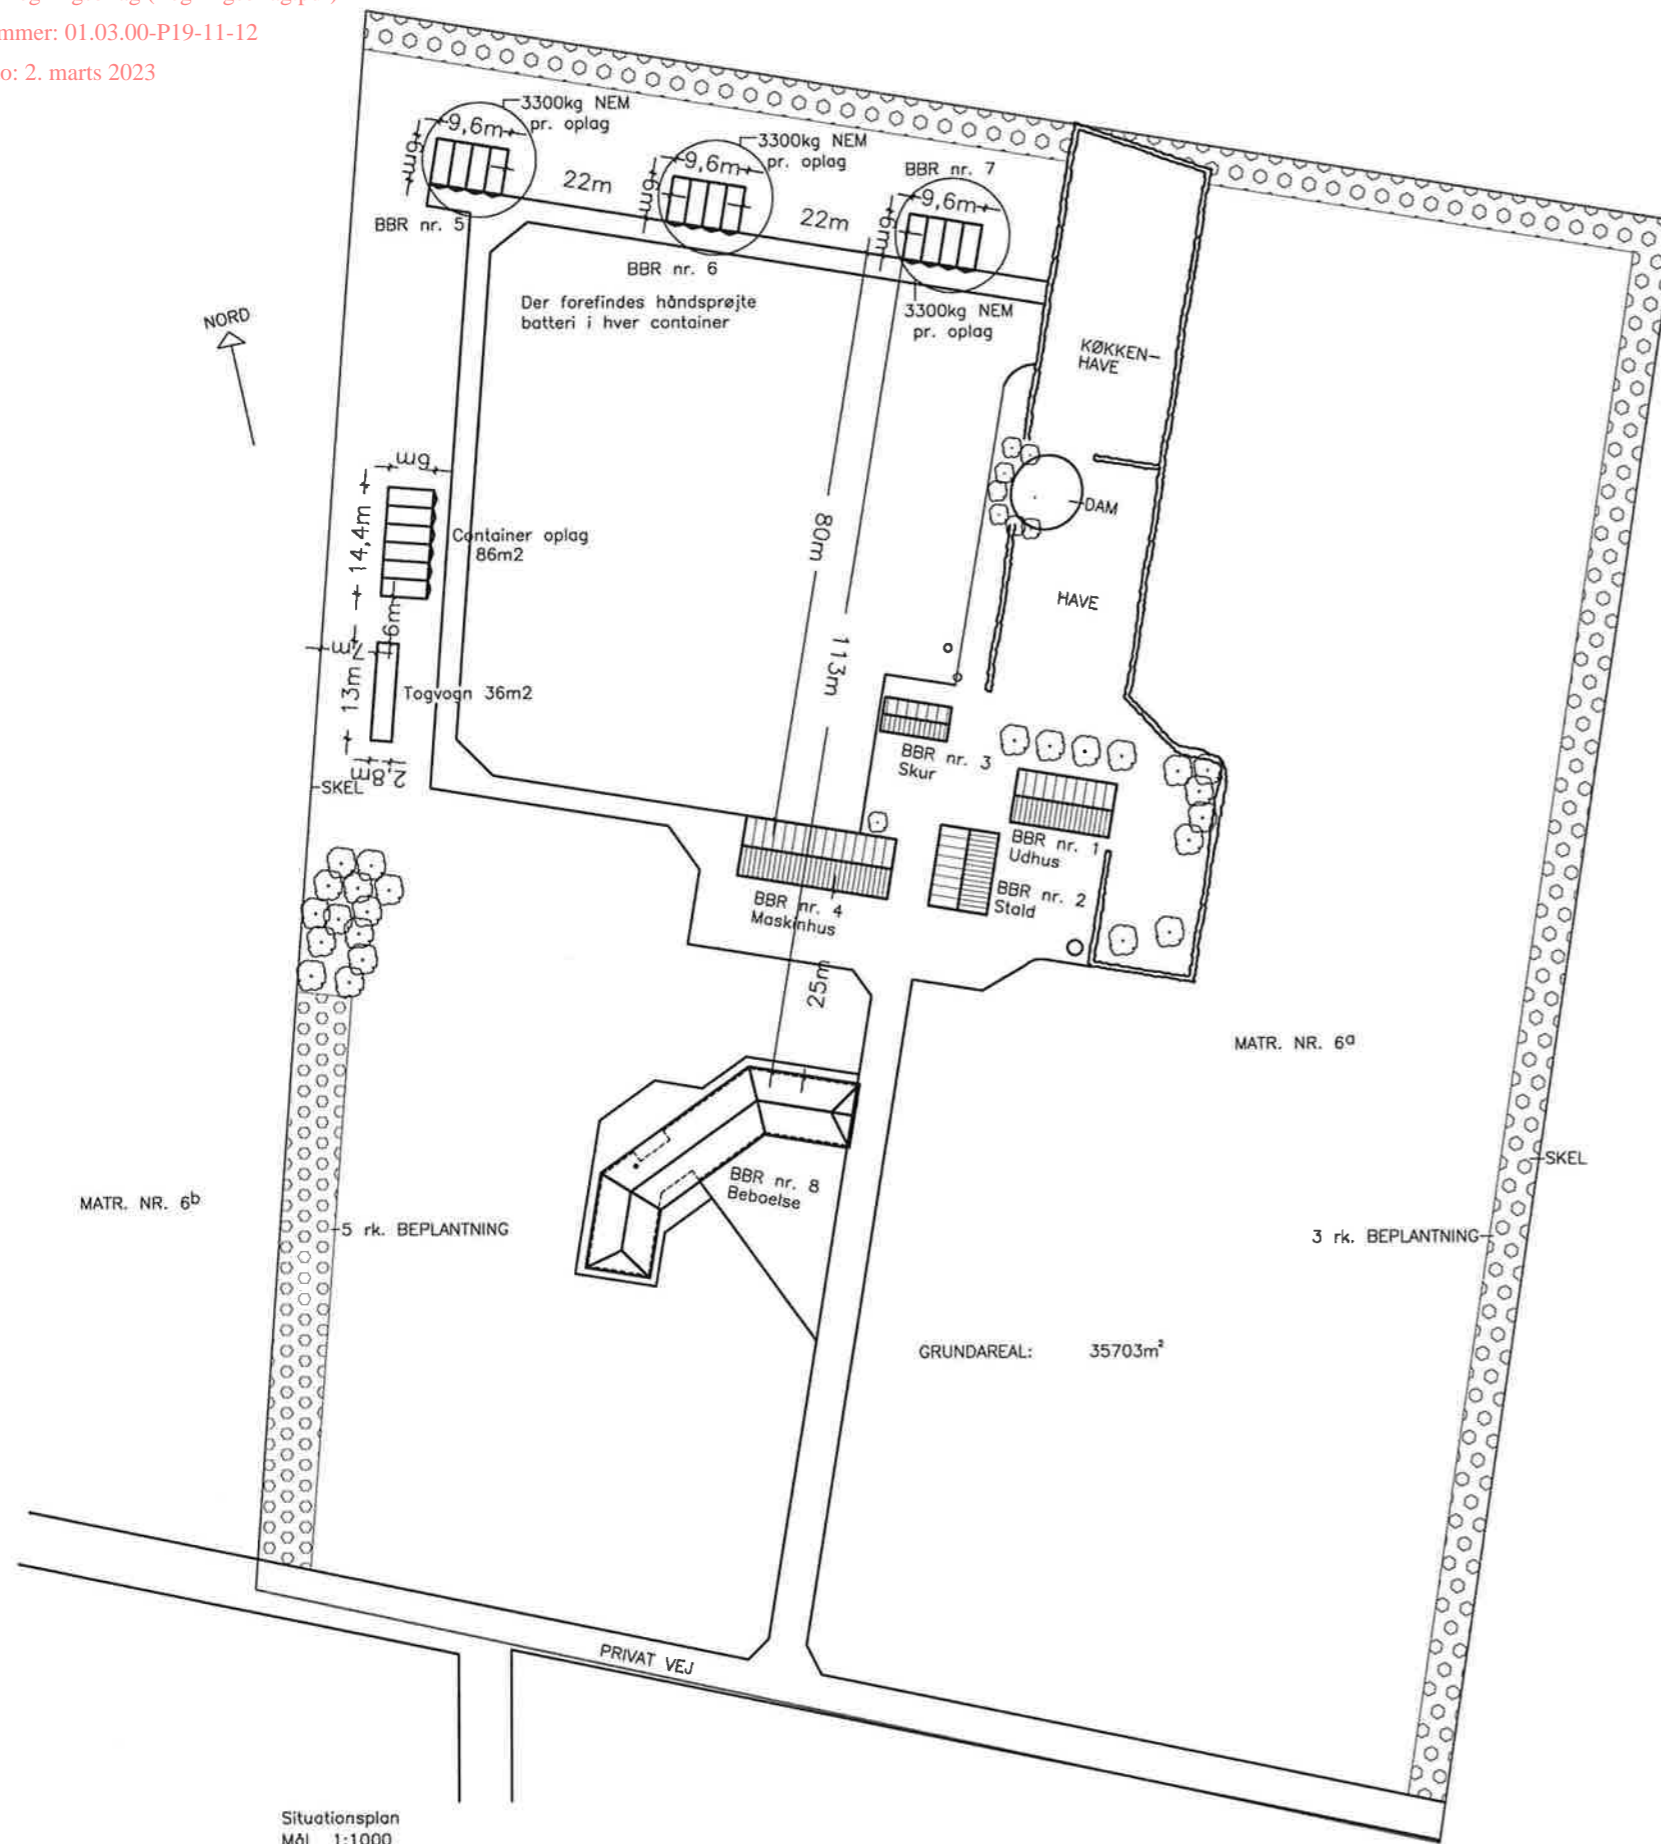 mmer: 01.03.00-P19-11-12
o: 2. marts 2023
3300kg NEM
pr. oplag
9,6m
6m
BBR nr. 5
22m
3300kg NEM
pr. oplag
9,6m
6m
BBR nr. 6
22m
BBR nr. 7
9,6m
6m
3300kg NEM
pr. oplag
Der forefindes håndsprøjte
batteri i hver container
NORD
KØKKEN-
HAVE
DAM
HAVE
6m
14,4m
Container oplag
86m2
6m
7m
13m
Togvogn 36m2
2,8m
SKEL
80m
113m
BBR nr. 3
Skur
BBR nr. 1
Udhus
BBR nr. 2
Stald
BBR nr. 4
Maskinhus
25m
MATR. NR. 6a
BBR nr. 8
Beboelse
SKEL
MATR. NR. 6b
5 rk. BEPLANTNING
3 rk. BEPLANTNING
GRUNDAREAL: 35703m²
PRIVAT VEJ
Situationsplan
Mål 1:1000